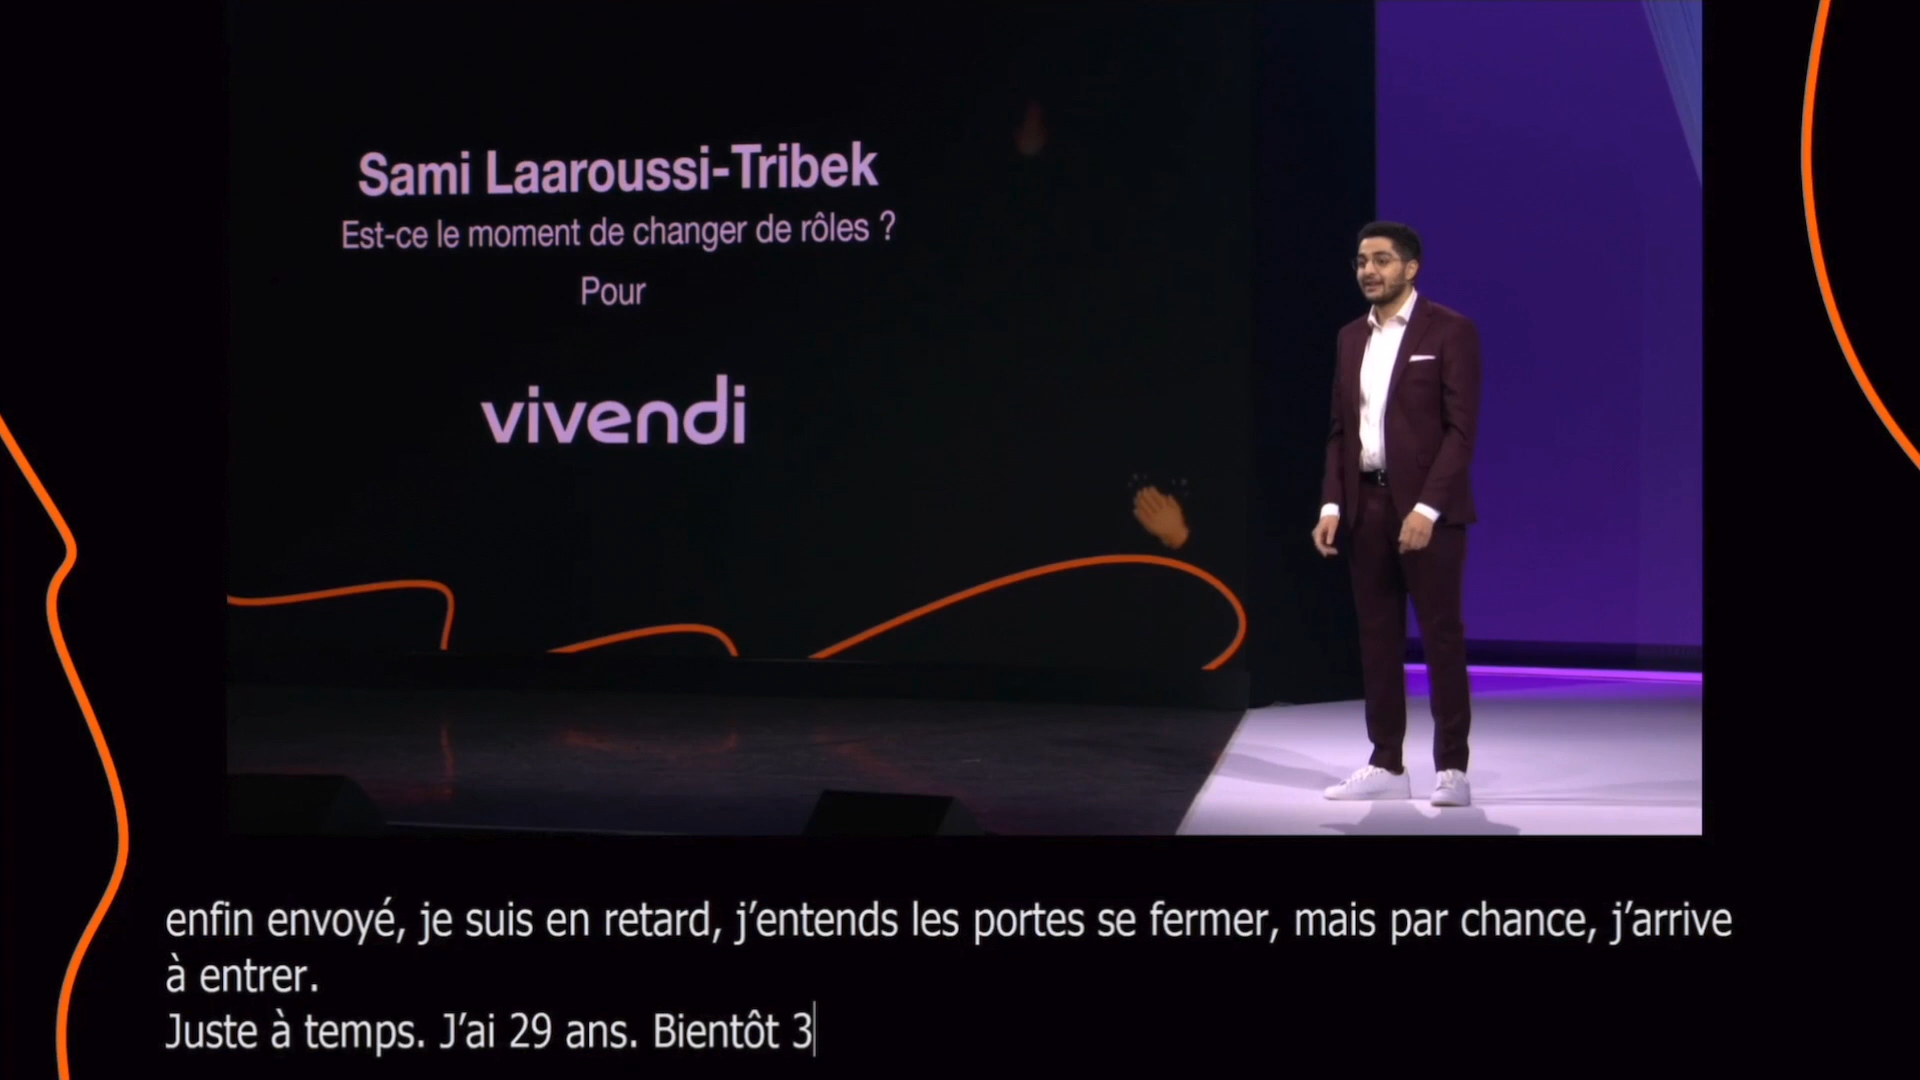 Sami Laaroussi-Tribek
Est-ce le moment de changer de rôles ?
Pour
vivendi
enfin envoyé, je suis en retard, j’entends les portes se fermer, mais par chance, j’arrive
à entrer.
Juste à temps. J’ai 29 ans. Bientôt 3